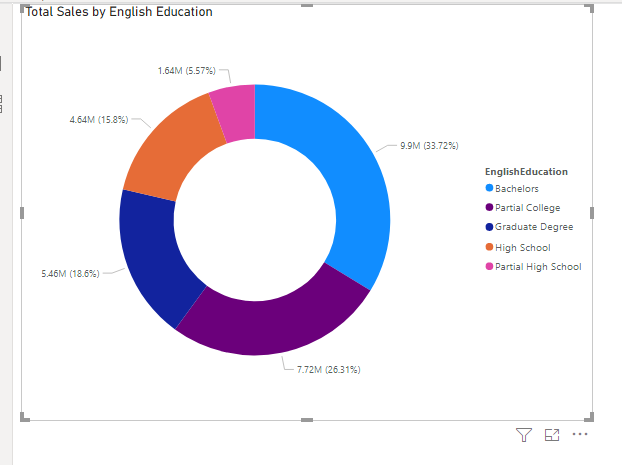 Total Sales by English Education
1.64M (5.57%)
4.64M (15.8%)
9.9M (33.72%)
5.46M (18.6%)
7.72M (26.31%)
EnglishEducation
Bachelors
Partial College
Graduate Degree
High School
Partial High School